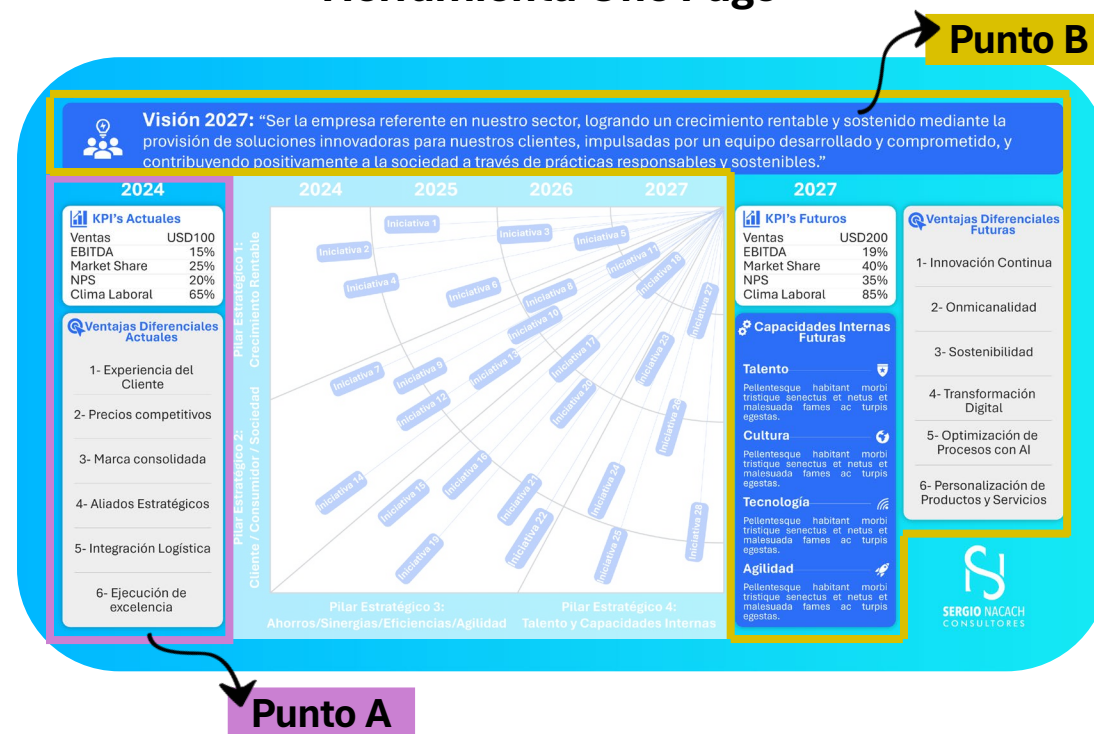 Herramienta One Page
Punto B
Visión 2027: “Ser la empresa referente en nuestro sector, logrando un crecimiento rentable y sostenido mediante la
provisión de soluciones innovadoras para nuestros clientes, impulsadas por un equipo desarrollado y comprometido, y
contribuyendo positivamente a la sociedad a través de prácticas responsables y sostenibles.”
2024
KPI's Actuales
Ventas USD100
EBITDA 15%
Market Share 25%
NPS 20%
Clima Laboral 65%
Ventajas Diferenciales
Actuales
1- Experiencia del
Cliente
2- Precios competitivos
3- Marca consolidada
4- Aliados Estratégicos
5- Integración Logística
6- Ejecución de
excelencia
Punto A
2024 2025 2026 2027
Pilar Estratégico 1:
Crecimiento Rentable
Pilar Estratégico 2:
Cliente / Consumidor / Sociedad
Iniciativa 1
Iniciativa 3
Iniciativa 5
Iniciativa 2
Iniciativa 11
Iniciativa 18
Iniciativa 4
Iniciativa 6
Iniciativa 8
Iniciativa 27
Iniciativa 10
Iniciativa 17
Iniciativa 23
Iniciativa 7
Iniciativa 9
Iniciativa 13
Iniciativa 12
Iniciativa 20
Iniciativa 26
Iniciativa 14
Iniciativa 15
Iniciativa 16
Iniciativa 21
Iniciativa 24
Iniciativa 19
Iniciativa 22
Iniciativa 25
Iniciativa 28
Pilar Estratégico 3:
Ahorros/Sinergias/Eficiencias/Agilidad
Pilar Estratégico 4:
Talento y Capacidades Internas
2027
KPI's Futuros
Ventas USD200
EBITDA 19%
Market Share 40%
NPS 35%
Clima Laboral 85%
Capacidades Internas
Futuras
Talento
Pellentesque habitant morbi
tristique senectus et netus et
malesuada fames ac turpis
egestas.
Cultura
Pellentesque habitant morbi
tristique senectus et netus et
malesuada fames ac turpis
egestas.
Tecnología
Pellentesque habitant morbi
tristique senectus et netus et
malesuada fames ac turpis
egestas.
Agilidad
Pellentesque habitant morbi
tristique senectus et netus et
malesuada fames ac turpis
egestas.
Ventajas Diferenciales
Futuras
1- Innovación Continua
2- Onmicanalidad
3- Sostenibilidad
4- Transformación
Digital
5- Optimización de
Procesos con AI
6- Personalización de
Productos y Servicios
SERGIO NACACH
CONSULTORES